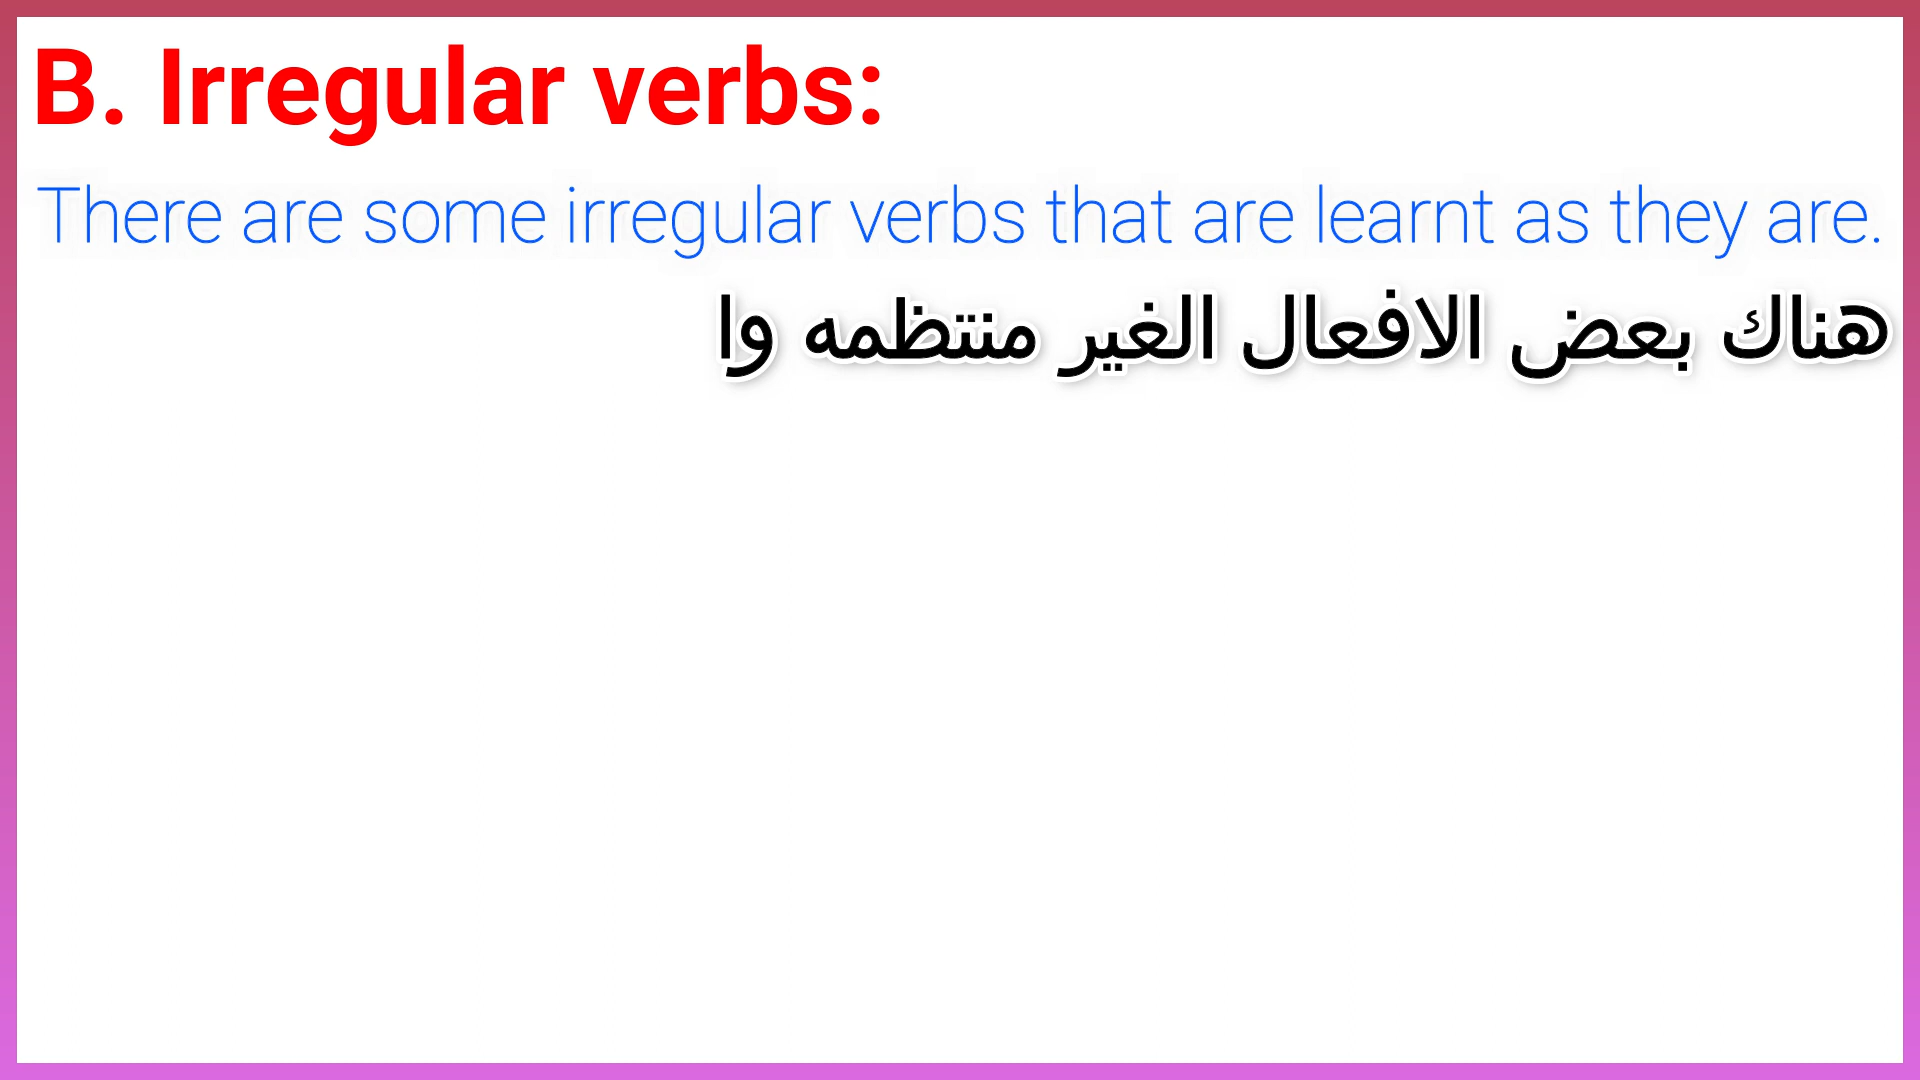 B. Irregular verbs:
There are some irregular verbs that are learnt as they are.
هناك بعض الافعال الغير منتظمه وا